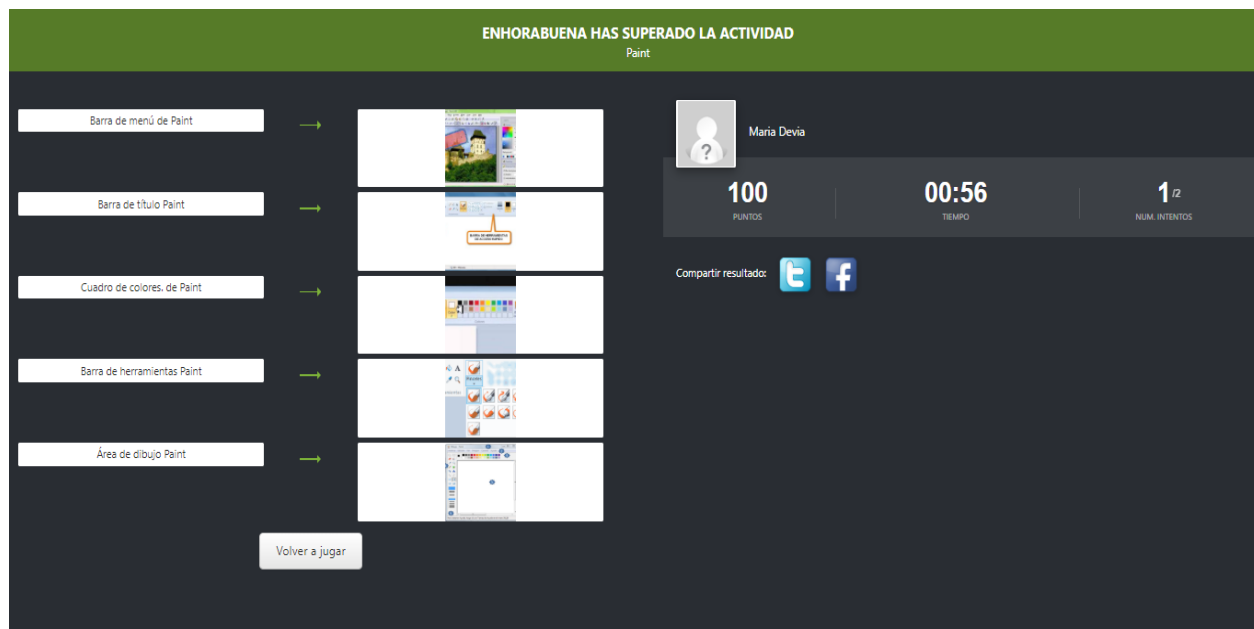 ENHORABUENA HAS SUPERADO LA ACTIVIDAD
Paint
Barra de menú de Paint
Barra de título Paint
Cuadro de colores. de Paint
Barra de herramientas Paint
Área de dibujo Paint
Volver a jugar
Maria Devia
100
PUNTOS
00:56
TIEMPO
1/2
NUM. INTENTOS
Compartir resultado: